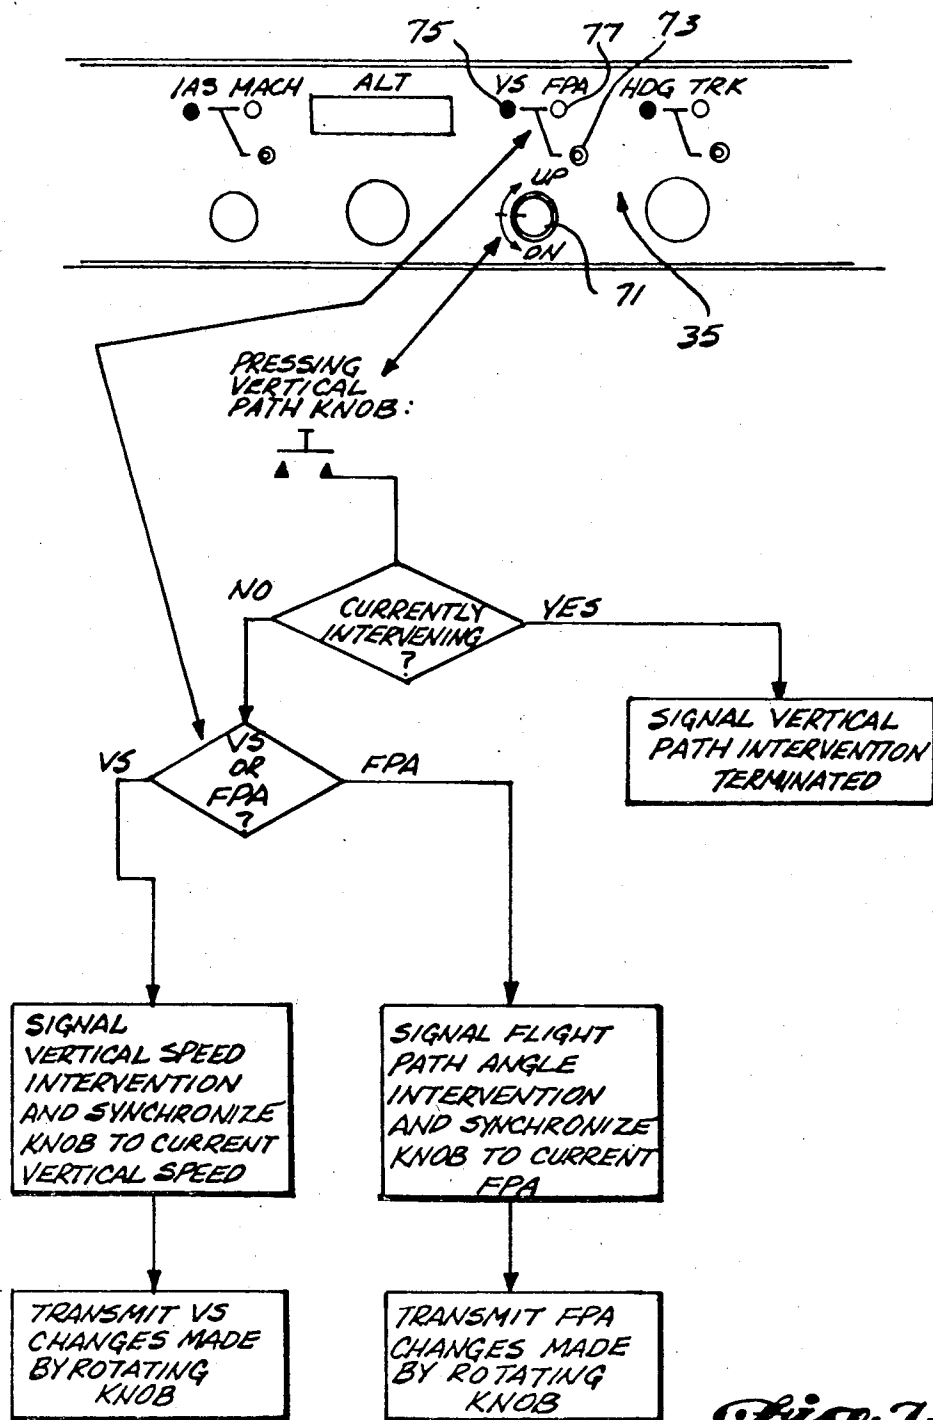 75 77 73
IAS MACH ALT VS FPA HDG TRK
UP
DN
71
35
PRESSING
VERTICAL
PATH KNOB:
NO
CURRENTLY
INTERVENING
?
YES
SIGNAL VERTICAL
PATH INTERVENTION
TERMINATED
VS
VS
OR
FPA
?
FPA
SIGNAL
VERTICAL SPEED
INTERVENTION
AND SYNCHRONIZE
KNOB TO CURRENT
VERTICAL SPEED
SIGNAL FLIGHT
PATH ANGLE
INTERVENTION
AND SYNCHRONIZE
KNOB TO CURRENT
FPA
TRANSMIT VS
CHANGES MADE
BY ROTATING
KNOB
TRANSMIT FPA
CHANGES MADE
BY ROTATING
KNOB